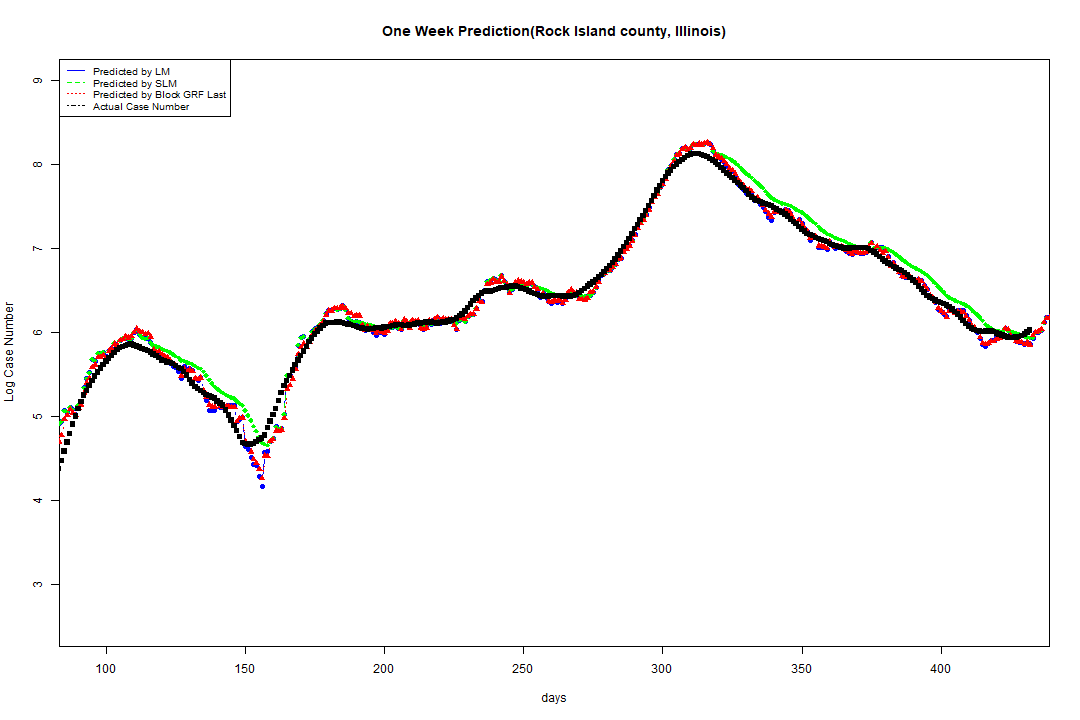 One Week Prediction(Rock Island county, Illinois)
Predicted by LM
Predicted by SLM
Predicted by Block GRF Last
Actual Case Number
Log Case Number
9
8
7
6
5
4
3
100 150 200 250 300 350 400
days